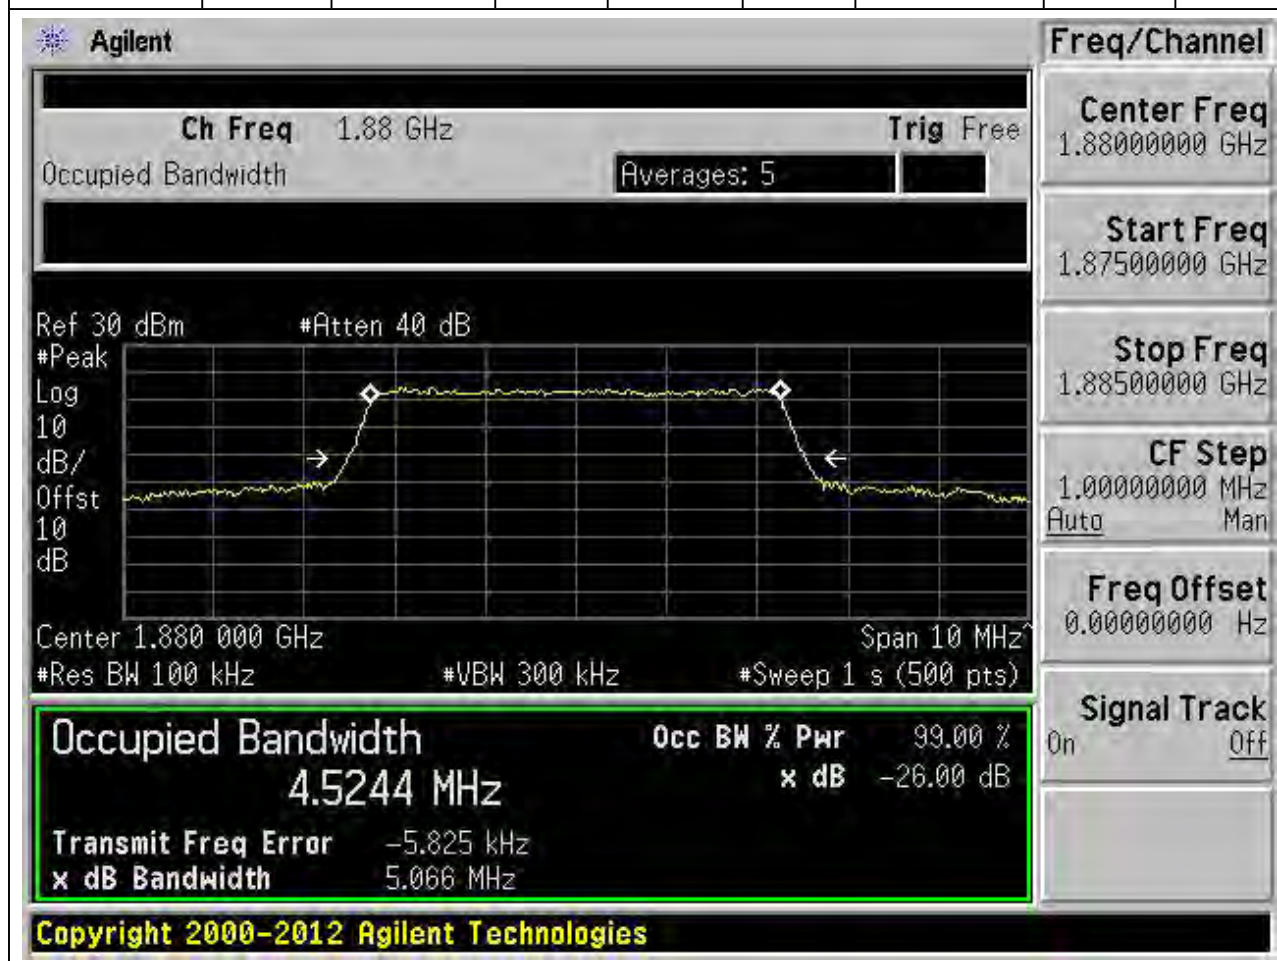 Agilent
Freq/Channel
Ch Freq 1.88 GHz Trig Free
Occupied Bandwidth Averages: 5
Center Freq
1.88000000 GHz
Start Freq
1.87500000 GHz
Stop Freq
1.88500000 GHz
CF Step
1.00000000 MHz
Auto Man
Freq Offset
0.00000000 Hz
Signal Track
On Off
Ref 30 dBm #Atten 40 dB
#Peak
Log
10
dB/
Offst
10
dB
Center 1.880 000 GHz Span 10 MHz^
#Res BW 100 kHz #VBW 300 kHz #Sweep 1 s (500 pts)
Occupied Bandwidth Occ BW % Pwr 99.00 %
4.5244 MHz x dB -26.00 dB
Transmit Freq Error -5.825 kHz
x dB Bandwidth 5.066 MHz
Copyright 2000-2012 Agilent Technologies